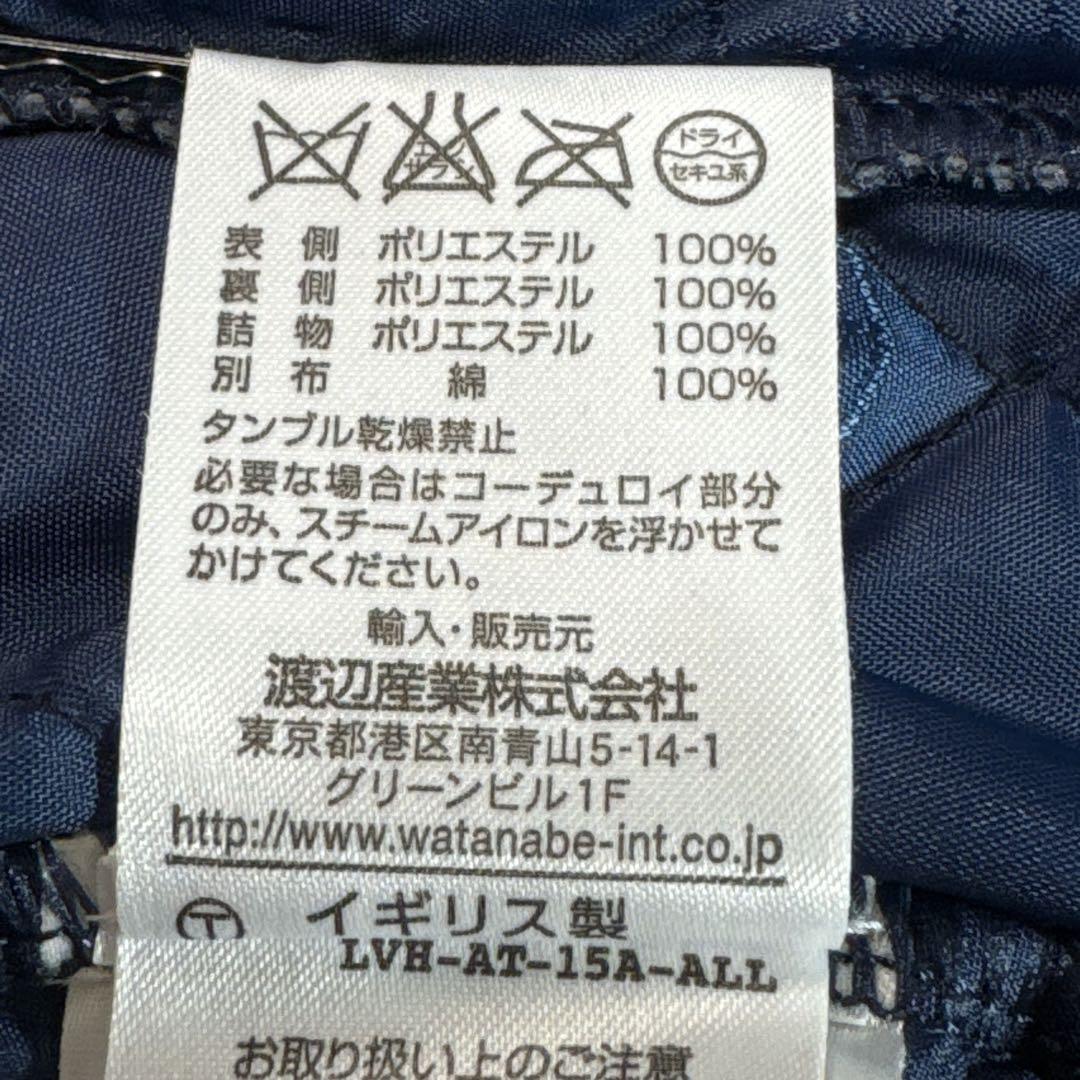 エンソ
サラシ
ドライ
セキユ系
表側 ポリエステル 100%
裏側 ポリエステル 100%
詰物 ポリエステル 100%
別布 綿 100%
タンブル乾燥禁止
必要な場合はコーデュロイ部分
のみ、スチームアイロンを浮かせて
かけてください。
輸入・販売元
渡辺産業株式会社
東京都港区南青山5-14-1
グリーンビル1F
http://www.watanabe-int.co.jp
イギリス製
LVH-AT-15A-ALL
お取り扱い上のご注意